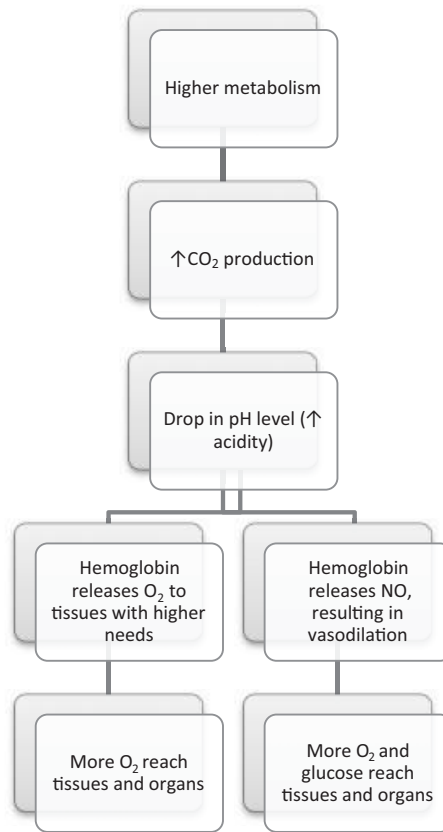 Higher metabolism
↑CO₂ production
Drop in pH level (↑
acidity)
Hemoglobin
releases O₂ to
tissues with higher
needs
Hemoglobin
releases NO,
resulting in
vasodilation
More O₂ reach
tissues and organs
More O₂ and
glucose reach
tissues and organs